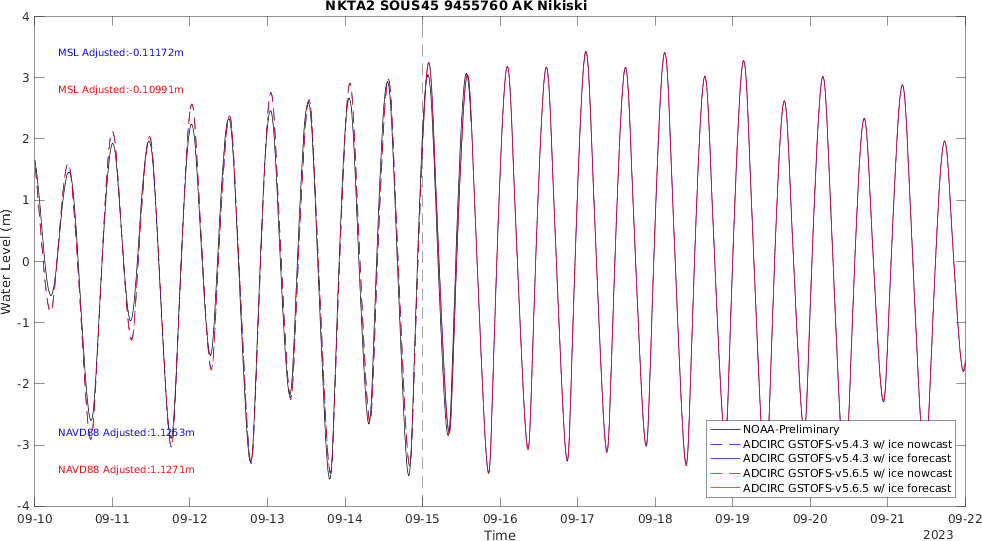 NKTA2 SOUS45 9455760 AK Nikiski
4
3
2
1
0
-1
-2
-3
-4
Water Level (m)
MSL Adjusted:-0.11172m
MSL Adjusted:-0.10991m
NAVD88 Adjusted:1.1253m
NAVD88 Adjusted:1.1271m
NOAA-Preliminary
ADCIRC GSTOFS-v5.4.3 w/ ice nowcast
ADCIRC GSTOFS-v5.4.3 w/ ice forecast
ADCIRC GSTOFS-v5.6.5 w/ ice nowcast
ADCIRC GSTOFS-v5.6.5 w/ ice forecast
09-10 09-11 09-12 09-13 09-14 09-15 09-16 09-17 09-18 09-19 09-20 09-21 09-22
Time
2023